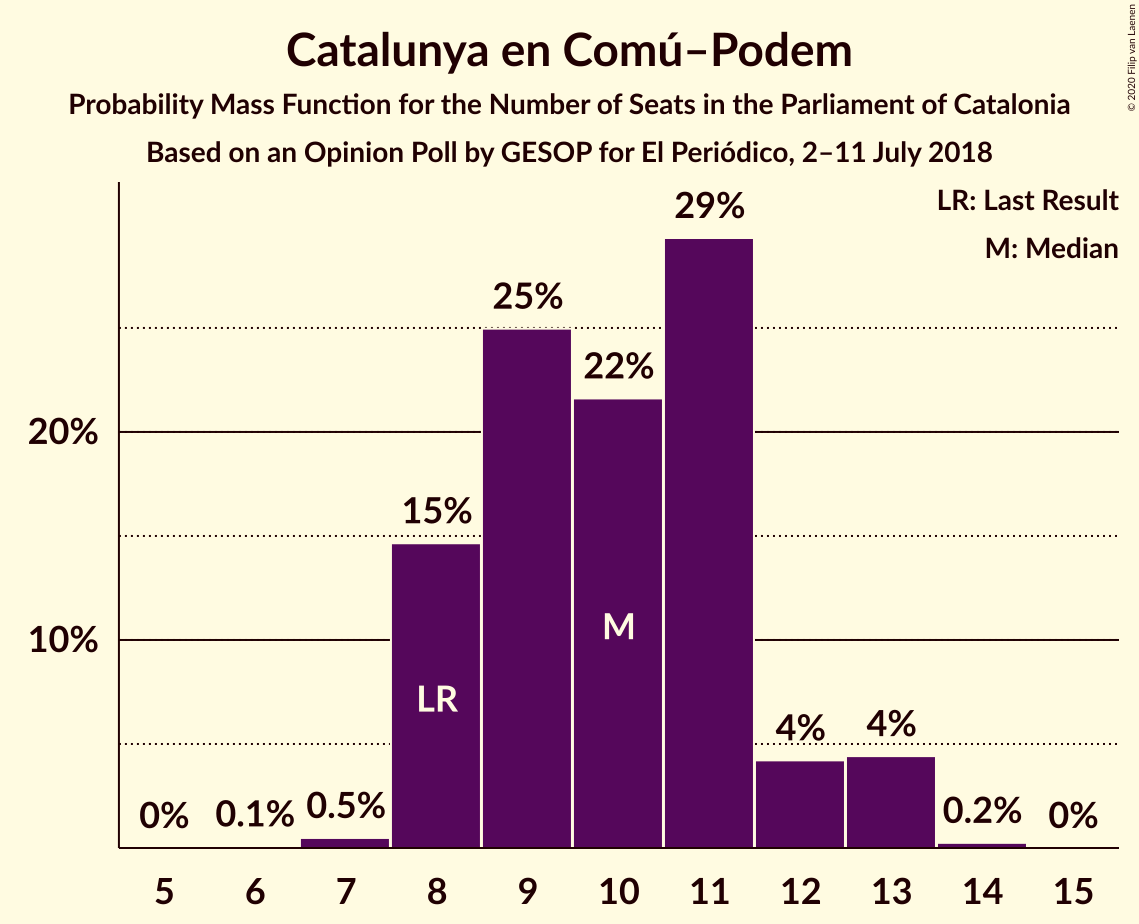 Catalunya en Comú–Podem
Probability Mass Function for the Number of Seats in the Parliament of Catalonia
Based on an Opinion Poll by GESOP for El Periódico, 2–11 July 2018
© 2020 Filip van Laenen
LR: Last Result
M: Median
29%
25%
22%
20%
15%
10%
M
LR
4%
4%
0.5%
0.2%
0.1%
0%
0%
5 6 7 8 9 10 11 12 13 14 15